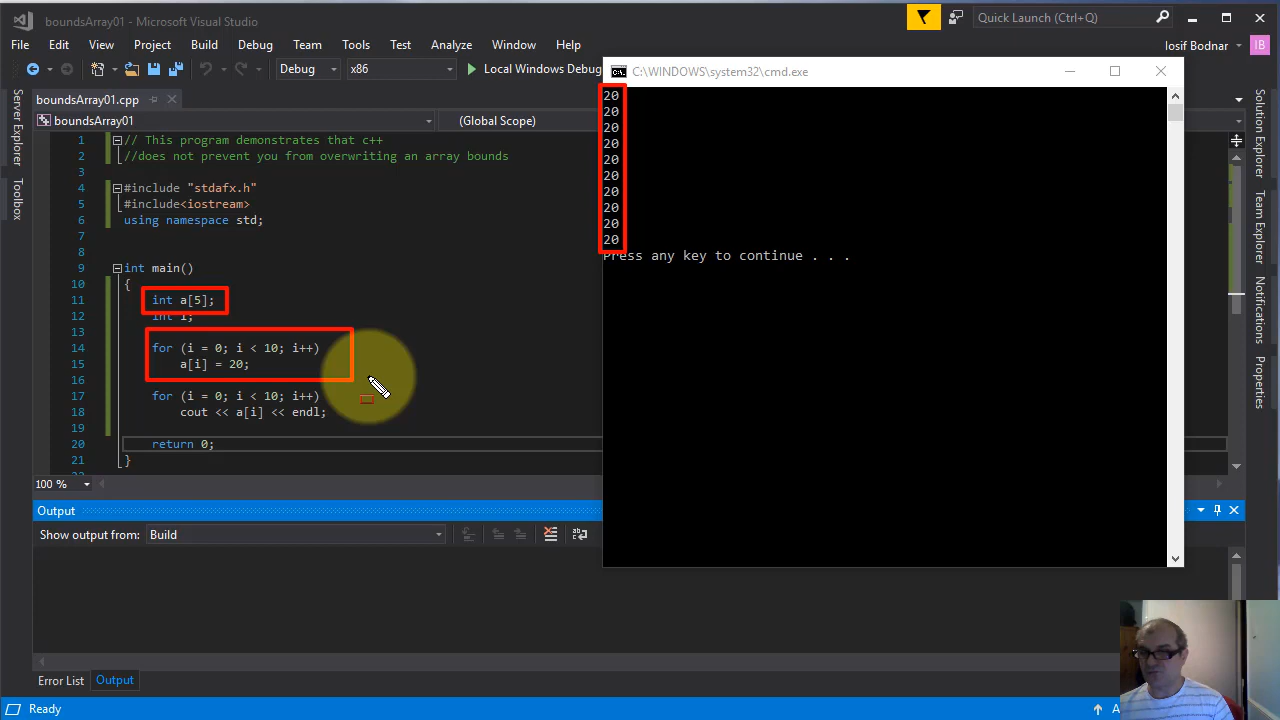 boundsArray01 - Microsoft Visual Studio
Quick Launch (Ctrl+Q)
File Edit View Project Build Debug Team Tools Test Analyze Window Help
Iosif Bodnar IB
Debug x86 Local Windows Debug
boundsArray01.cpp
boundsArray01 (Global Scope)
Server Explorer
Toolbox
1 // This program demonstrates that c++
2 //does not prevent you from overwriting an array bounds
3
4 #include "stdafx.h"
5 #include<iostream>
6 using namespace std;
7
8
9 int main()
10 {
11 int a[5];
12 int i;
13
14 for (i = 0; i < 10; i++)
15 a[i] = 20;
16
17 for (i = 0; i < 10; i++)
18 cout << a[i] << endl;
19
20 return 0;
21 }
100 %
C:\WINDOWS\system32\cmd.exe
C:\.
20
20
20
20
20
20
20
20
20
20
Press any key to continue . . .
Solution Explorer
Team Explorer
Notifications
Properties
Output
Show output from: Build
Error List Output
Ready